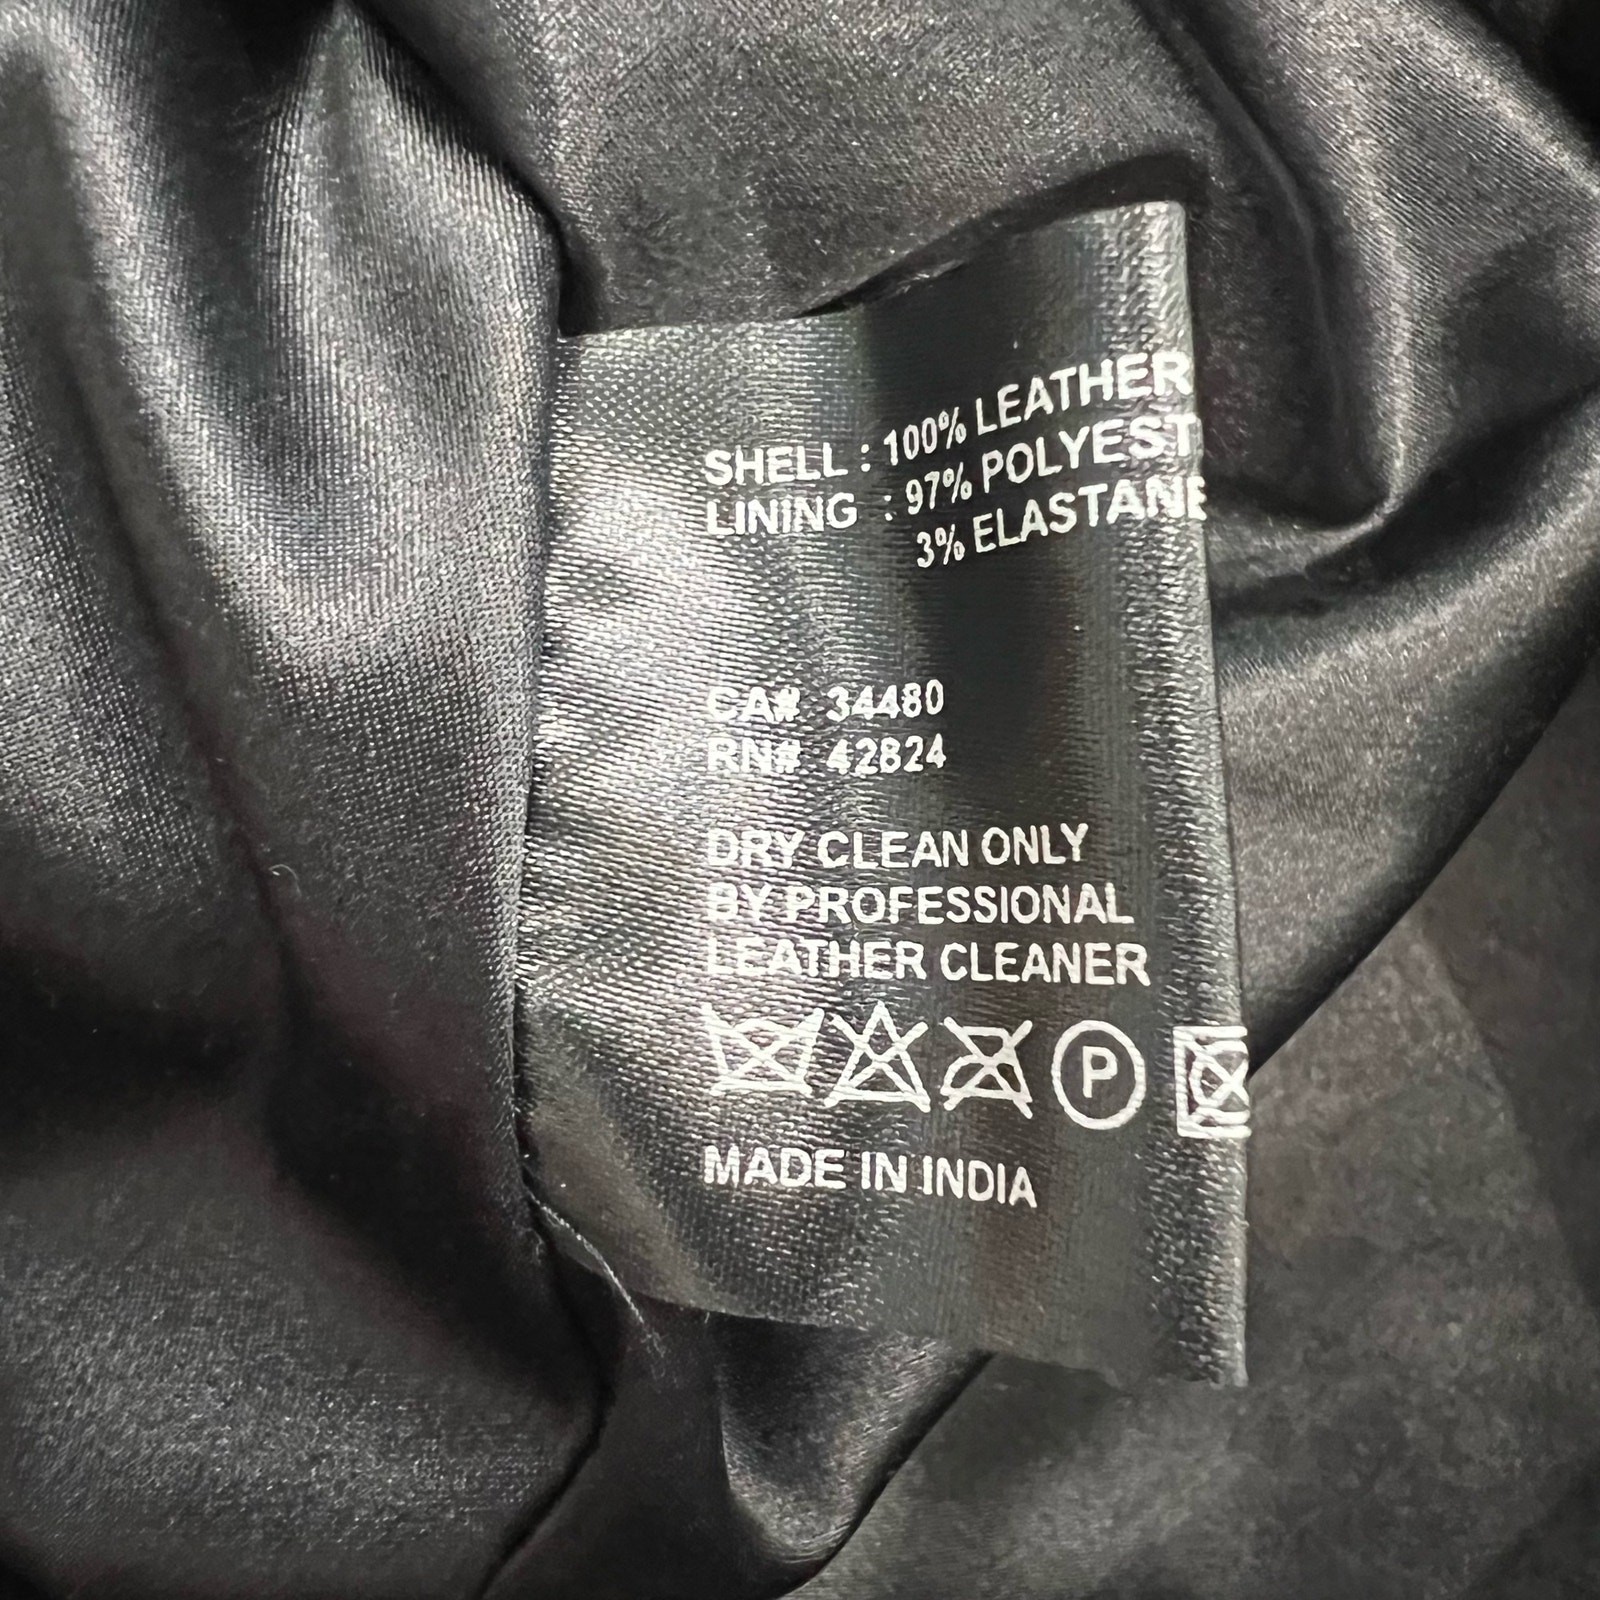 SHELL : 100% LEATHER
LINING : 97% POLYEST
3% ELASTANE
CA# 34480
RN# 42824
DRY CLEAN ONLY
BY PROFESSIONAL
LEATHER CLEANER
P
MADE IN INDIA